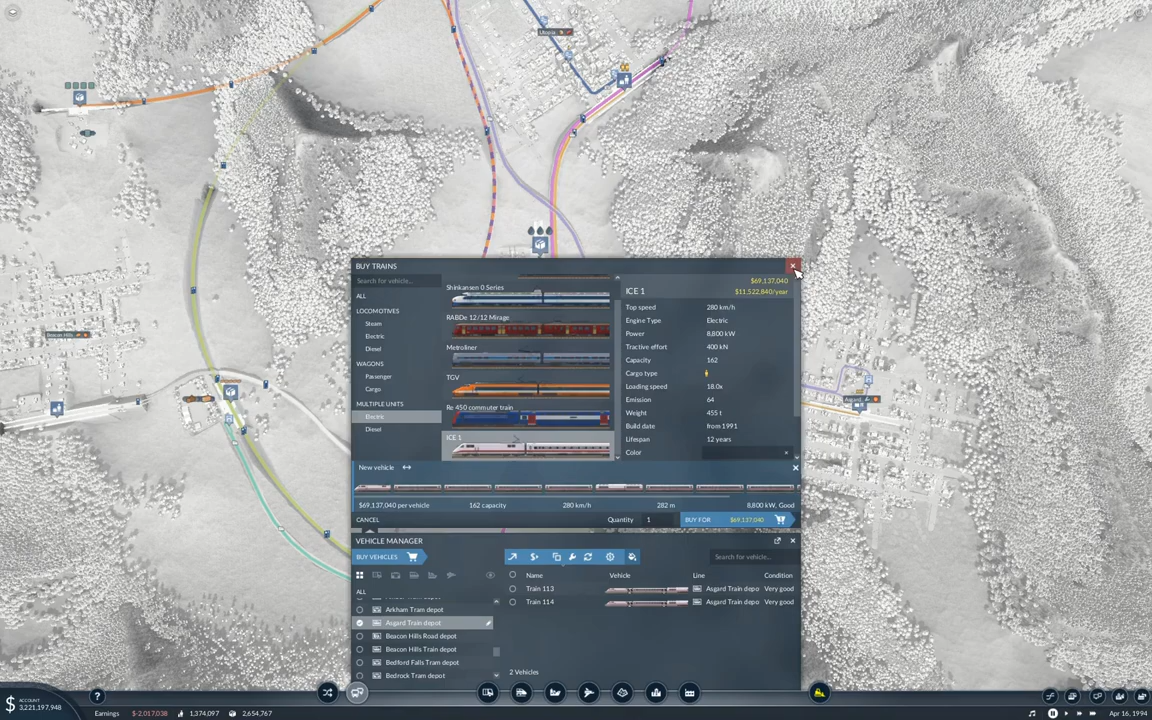 Utopia
Beacon Hills
Asgard
BUY TRAINS
Search for vehicle...
ALL
LOCOMOTIVES
Steam
Electric
Diesel
WAGONS
Passenger
Cargo
MULTIPLE UNITS
Electric
Diesel
Shinkansen 0 Series
RABDe 12/12 Mirage
Metroliner
TGV
Re 450 commuter train
ICE 1
$69,137,040
$11,522,840/year
ICE 1
Top speed 280 km/h
Engine Type Electric
Power 8,800 kW
Tractive effort 400 kN
Capacity 162
Cargo type
Loading speed 18.0x
Emission 64
Weight 455 t
Build date from 1991
Lifespan 12 years
Color
New vehicle
$69,137,040 per vehicle 162 capacity 280 km/h 282 m 8,800 kW, Good
CANCEL Quantity 1 BUY FOR $69,137,040
VEHICLE MANAGER
BUY VEHICLES
Search for vehicle...
ALL
Arkham Tram depot
Asgard Train depot
Beacon Hills Road depot
Beacon Hills Train depot
Bedford Falls Tram depot
Bedrock Tram depot
Name Vehicle Line Condition
Train 113 Asgard Train depo Very good
Train 114 Asgard Train depo Very good
2 Vehicles
$ ACCOUNT
3,221,197,948
?
Earnings $-2,017,038 1,374,097 2,654,767
Apr 16, 1994